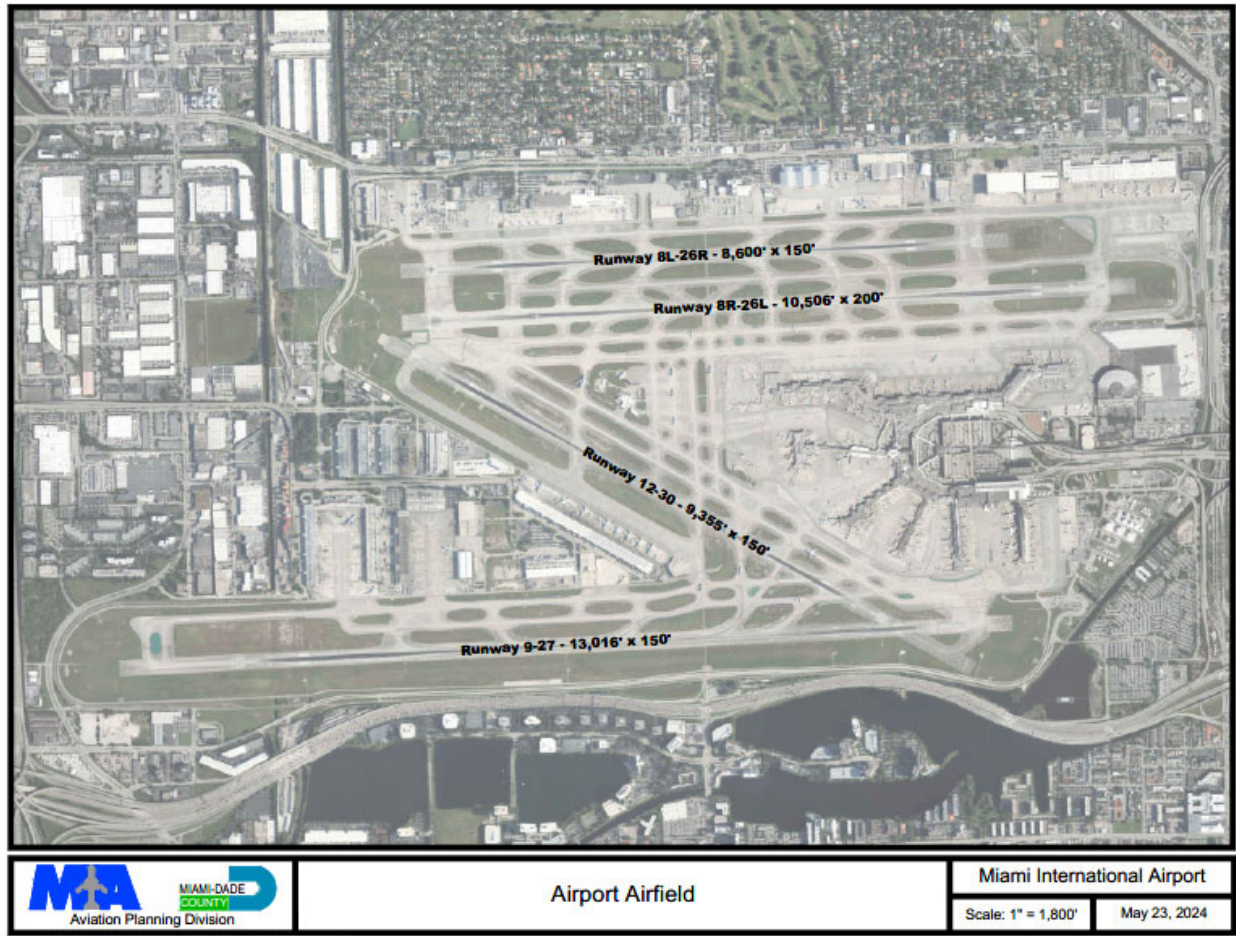 Runway 8L-26R - 8,600' x 150'
Runway 8R-26L - 10,506' x 200'
Runway 12-30 - 9,355' x 150'
Runway 9-27 - 13,016' x 150'
MIA
MIAMI-DADE
COUNTY
Aviation Planning Division
Airport Airfield
Miami International Airport
Scale: 1" = 1,800'
May 23, 2024